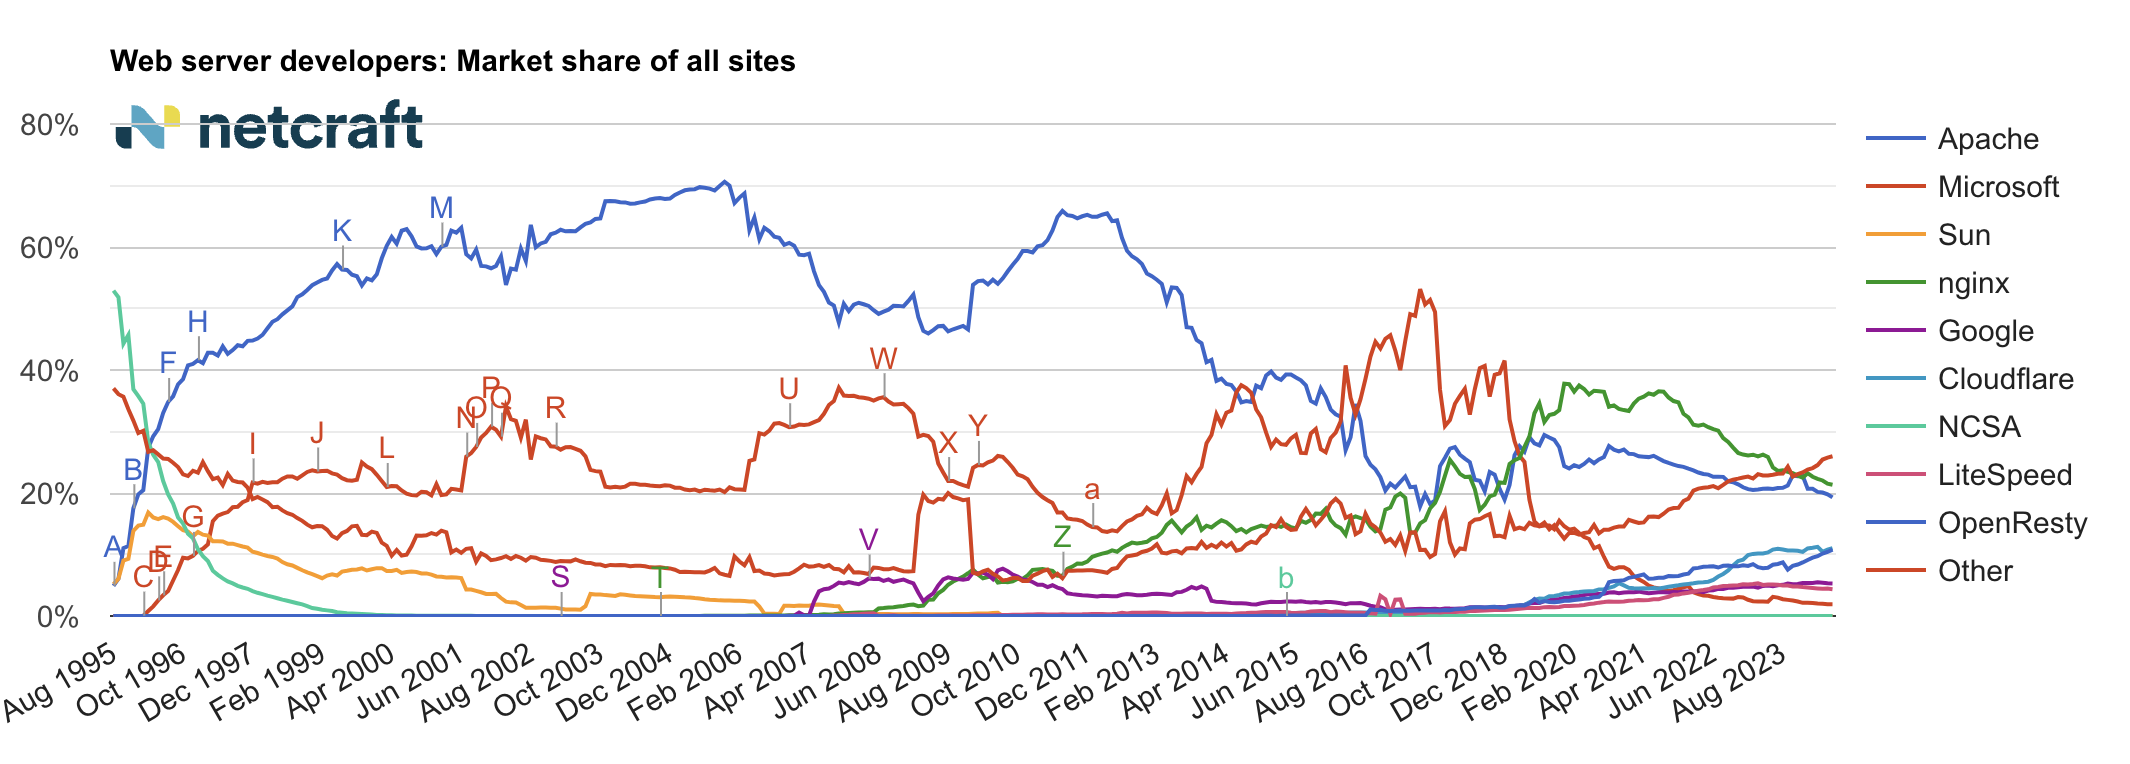 Web server developers: Market share of all sites
netcraft
80%
60%
40%
20%
0%
A
B
C
D
E
F
G
H
I
J
K
L
M
N
O
P
Q
R
S
T
U
V
W
X
Y
Z
a
b
Aug 1995
Oct 1996
Dec 1997
Feb 1999
Apr 2000
Jun 2001
Aug 2002
Oct 2003
Dec 2004
Feb 2006
Apr 2007
Jun 2008
Aug 2009
Oct 2010
Dec 2011
Feb 2013
Apr 2014
Jun 2015
Aug 2016
Oct 2017
Dec 2018
Feb 2020
Apr 2021
Jun 2022
Aug 2023
Apache
Microsoft
Sun
nginx
Google
Cloudflare
NCSA
LiteSpeed
OpenResty
Other